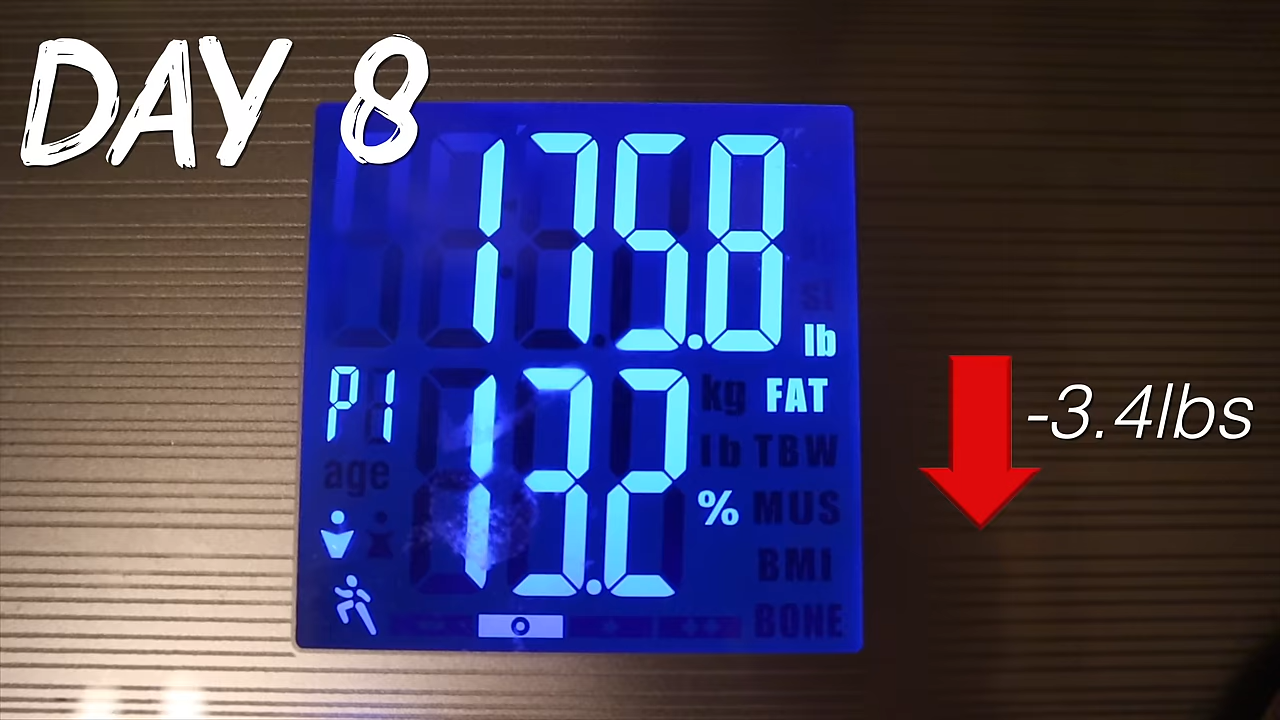 DAY 8
175.8
lb
P1
13.2
%
kg
FAT
lb
TBW
age
MUS
BMI
BONE
-3.4lbs